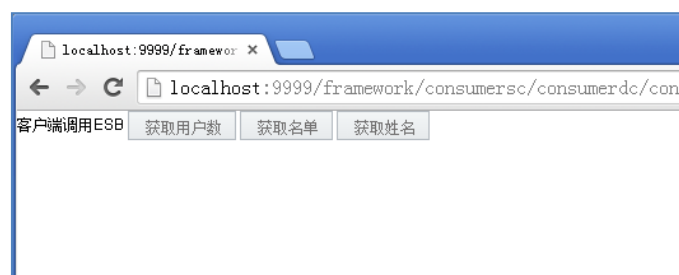 localhost:9999/framewor
localhost:9999/framework/consumersc/consumerdc/con
客户端调用ESB 获取用户数 获取名单 获取姓名